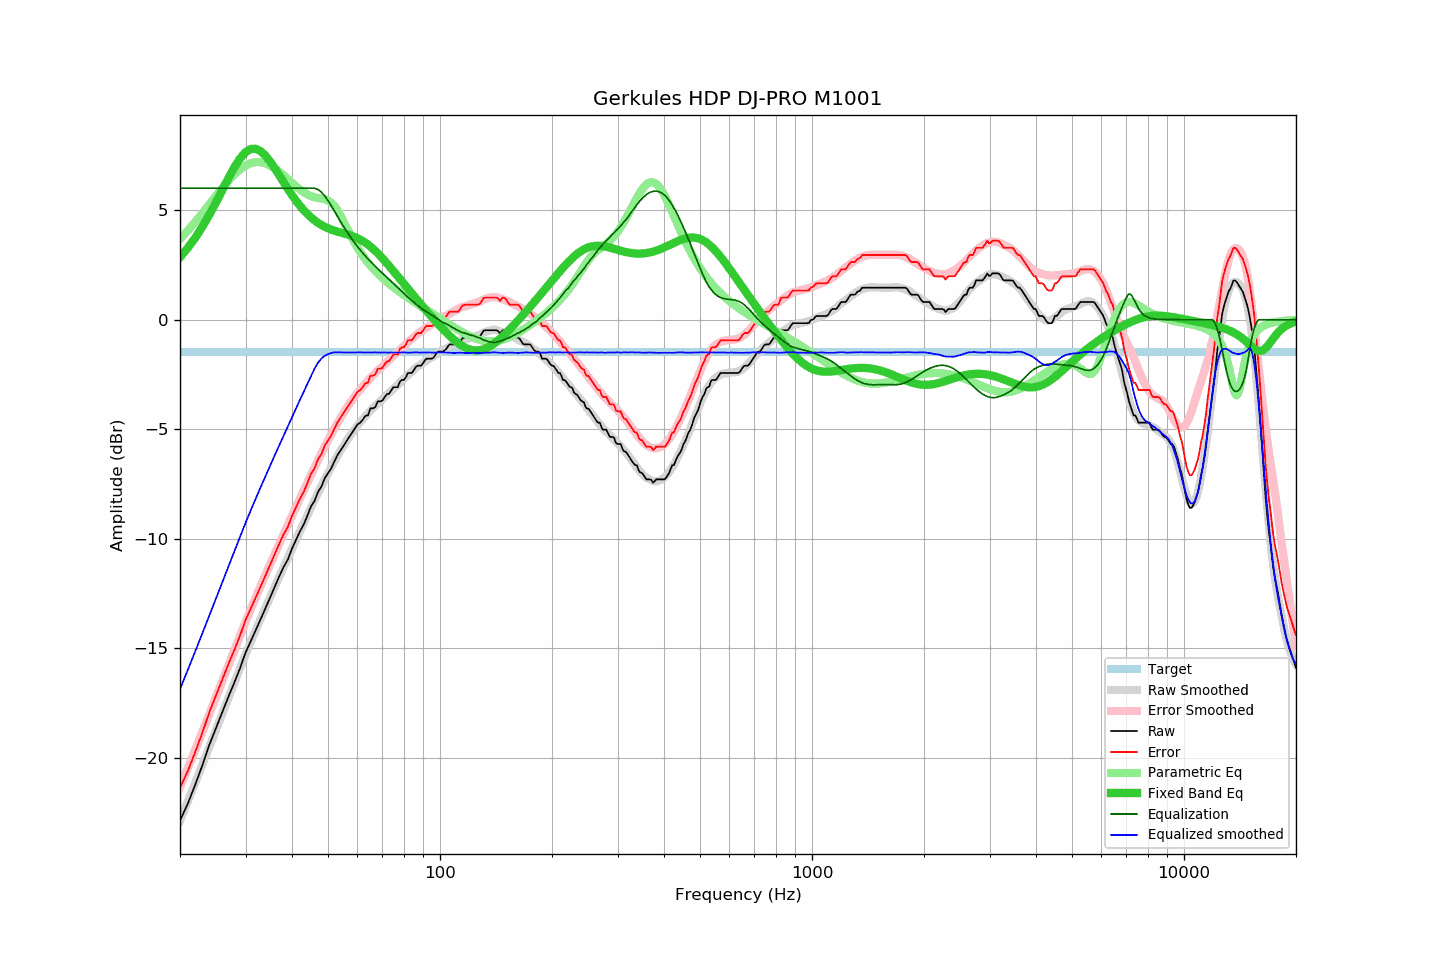 Gerkules HDP DJ-PRO M1001
Amplitude (dBr)
5
0
−5
−10
−15
−20
100
1000
10000
Frequency (Hz)
Target
Raw Smoothed
Error Smoothed
Raw
Error
Parametric Eq
Fixed Band Eq
Equalization
Equalized smoothed